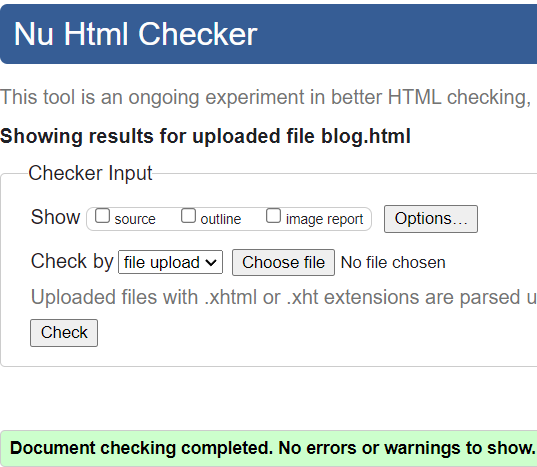 Nu Html Checker
This tool is an ongoing experiment in better HTML checking,
Showing results for uploaded file blog.html
Checker Input
Show source outline image report Options…
Check by file upload Choose file No file chosen
Uploaded files with .xhtml or .xht extensions are parsed u
Check
Document checking completed. No errors or warnings to show.